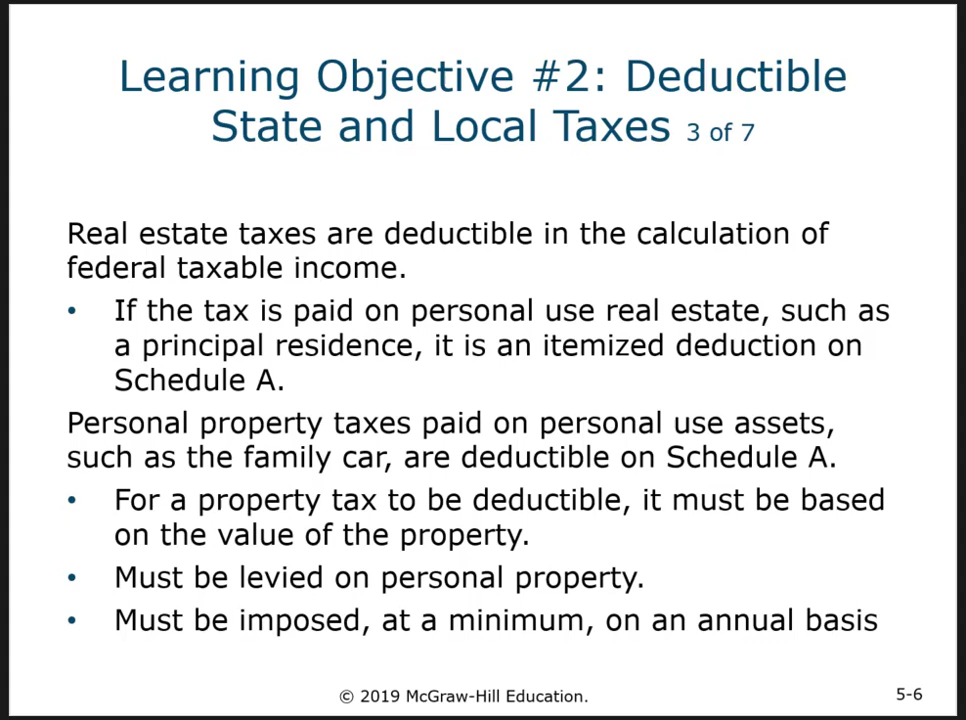 Learning Objective #2: Deductible
State and Local Taxes 3 of 7
Real estate taxes are deductible in the calculation of
federal taxable income.
• If the tax is paid on personal use real estate, such as
a principal residence, it is an itemized deduction on
Schedule A.
Personal property taxes paid on personal use assets,
such as the family car, are deductible on Schedule A.
• For a property tax to be deductible, it must be based
on the value of the property.
• Must be levied on personal property.
• Must be imposed, at a minimum, on an annual basis
© 2019 McGraw-Hill Education.
5-6